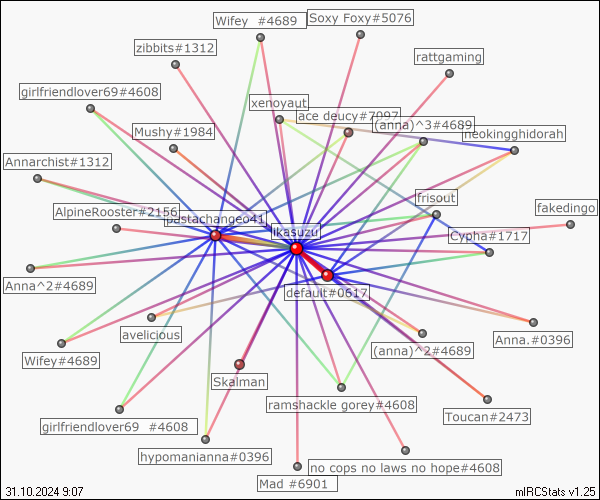 Wifey  #4689
Soxy Foxy#5076
zibbits#1312
rattgaming
girlfriendlover69#4608
xenoyaut
ace deucy#7097
(anna)^3#4689
Mushy#1984
neokingghidorah
Annarchist#1312
frisout
AlpineRooster#2156
pastachangeo41
fakedingo
ikasuzu
Cypha#1717
Anna^2#4689
default#0617
avelicious
Anna.#0396
(anna)^2#4689
Wifey#4689
Skalman
ramshackle gorey#4608
Toucan#2473
girlfriendlover69  #4608
hypomanianna#0396
no cops no laws no hope#4608
Mad #6901
31.10.2024 9:07
mIRCStats v1.25